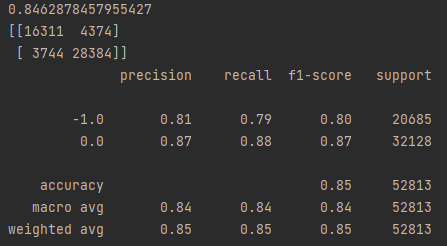 0.8462878457955427
[[16311  4374]
 [ 3744 28384]]
              precision    recall  f1-score   support
        -1.0       0.81      0.79      0.80     20685
         0.0       0.87      0.88      0.87     32128
    accuracy                           0.85     52813
   macro avg       0.84      0.84      0.84     52813
weighted avg       0.85      0.85      0.85     52813